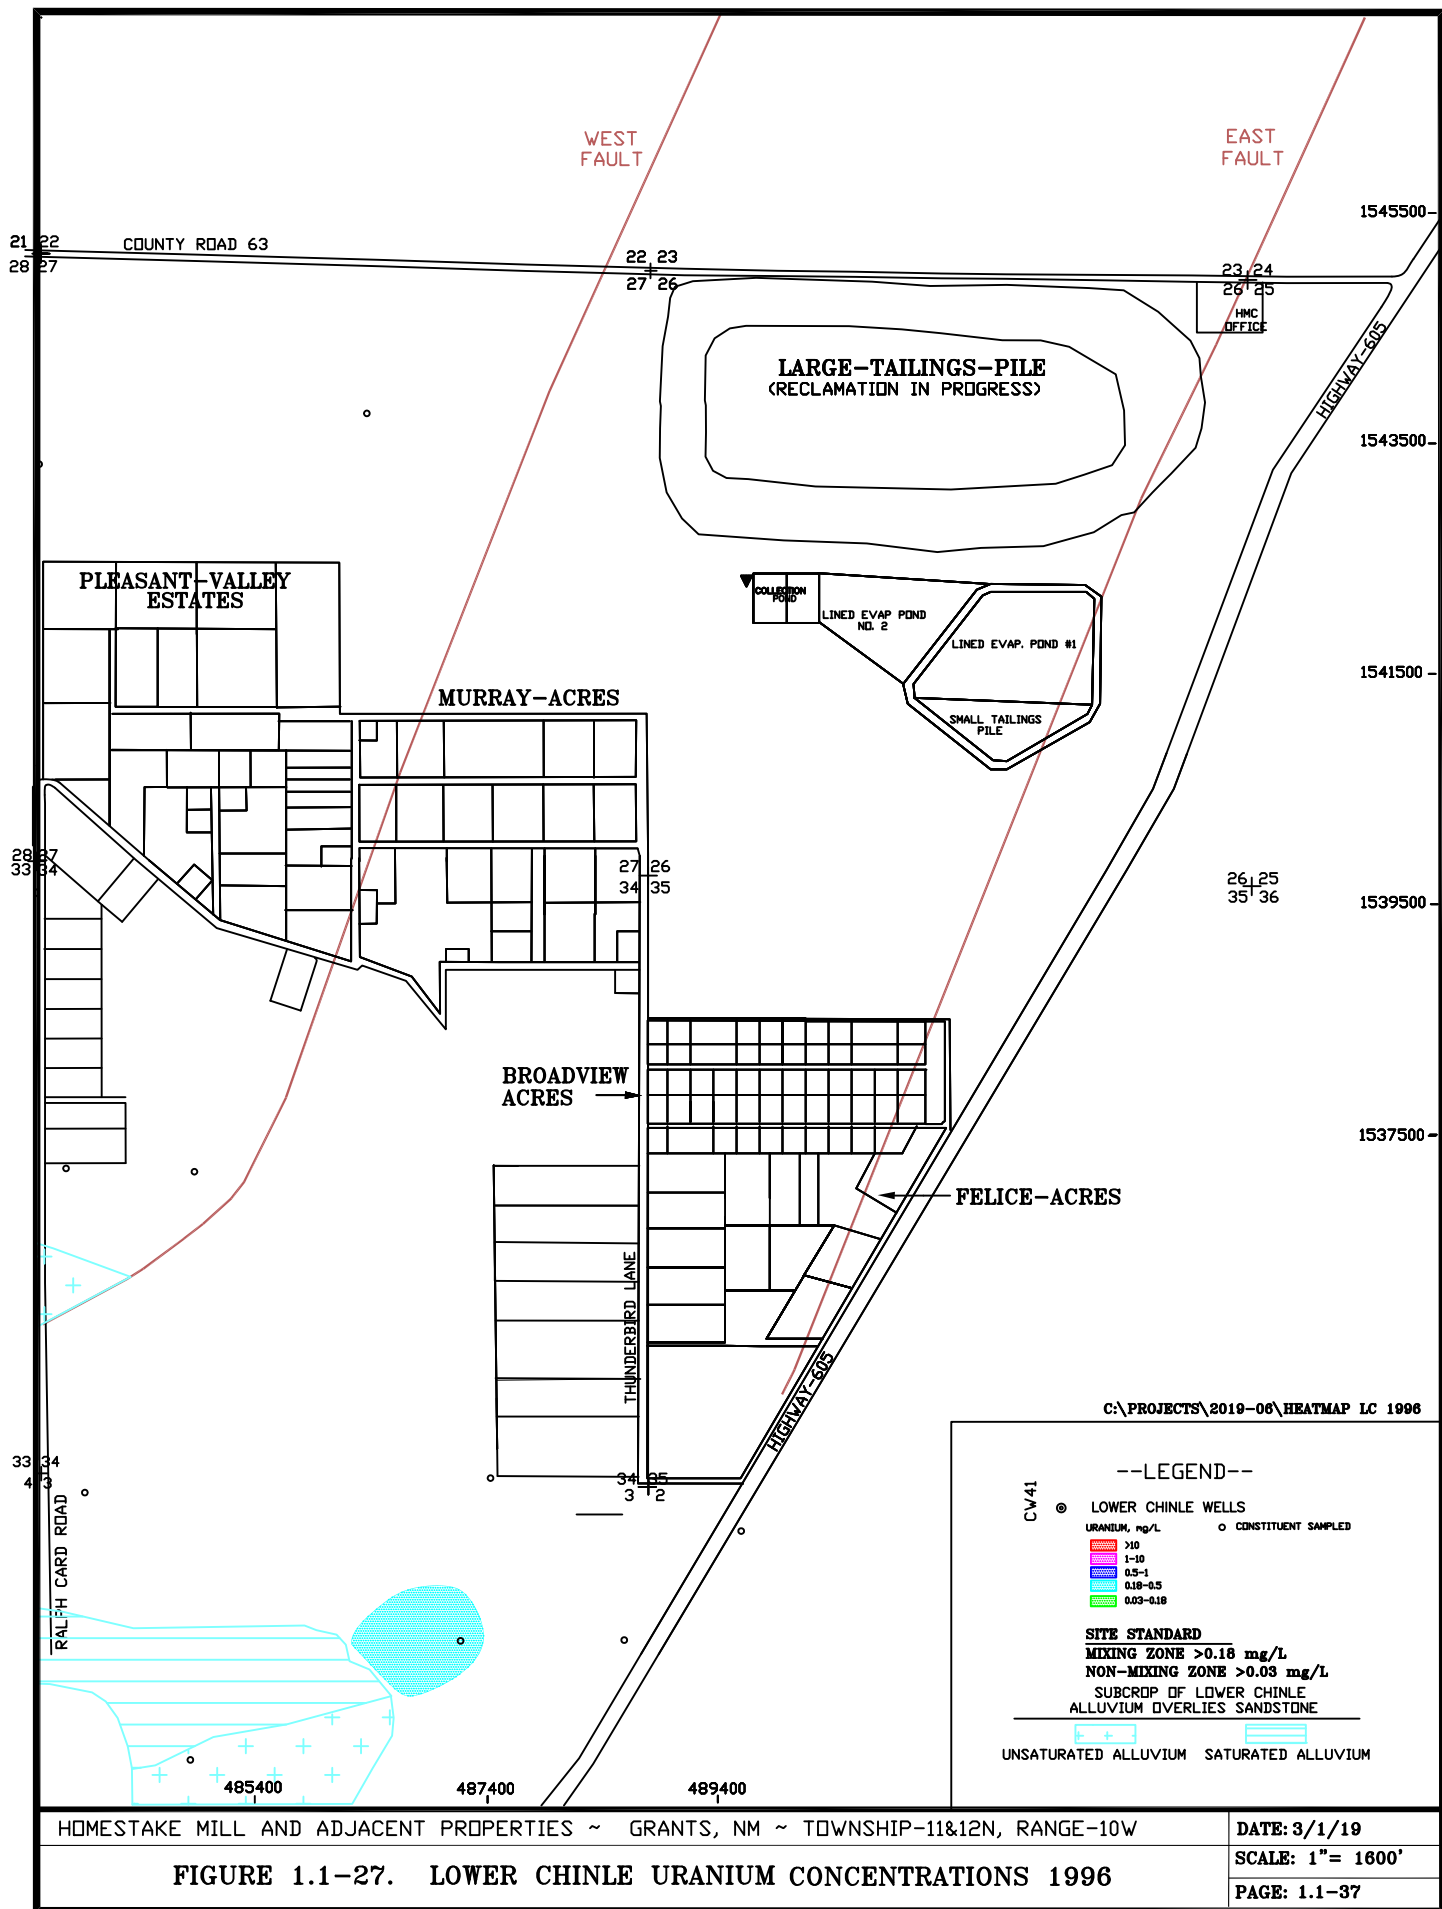 WEST
FAULT
EAST
FAULT
1545500
21 22
28 27
COUNTY ROAD 63
22 23
27 26
23 24
26 25
HMC
OFFICE
HIGHWAY-605
LARGE-TAILINGS-PILE
(RECLAMATION IN PROGRESS)
1543500
PLEASANT-VALLEY
ESTATES
COLLECTION
POND
LINED EVAP POND
NO. 2
LINED EVAP. POND #1
1541500
MURRAY-ACRES
SMALL TAILINGS
PILE
28 27
33 34
27 26
34 35
26 25
35 36
1539500
BROADVIEW
ACRES
1537500
FELICE-ACRES
THUNDERBIRD LANE
HIGHWAY-605
C:\PROJECTS\2019-06\HEATMAP LC 1996
33 34
4 3
34 35
3 2
RALPH CARD ROAD
--LEGEND--
CW41
LOWER CHINLE WELLS
URANIUM, mg/L
CONSTITUENT SAMPLED
>10
1-10
0.5-1
0.18-0.5
0.03-0.18
SITE STANDARD
MIXING ZONE >0.18 mg/L
NON-MIXING ZONE >0.03 mg/L
SUBCROP OF LOWER CHINLE
ALLUVIUM OVERLIES SANDSTONE
UNSATURATED ALLUVIUM SATURATED ALLUVIUM
485400 487400 489400
HOMESTAKE MILL AND ADJACENT PROPERTIES ~ GRANTS, NM ~ TOWNSHIP-11&12N, RANGE-10W
DATE: 3/1/19
FIGURE 1.1-27. LOWER CHINLE URANIUM CONCENTRATIONS 1996
SCALE: 1"= 1600'
PAGE: 1.1-37